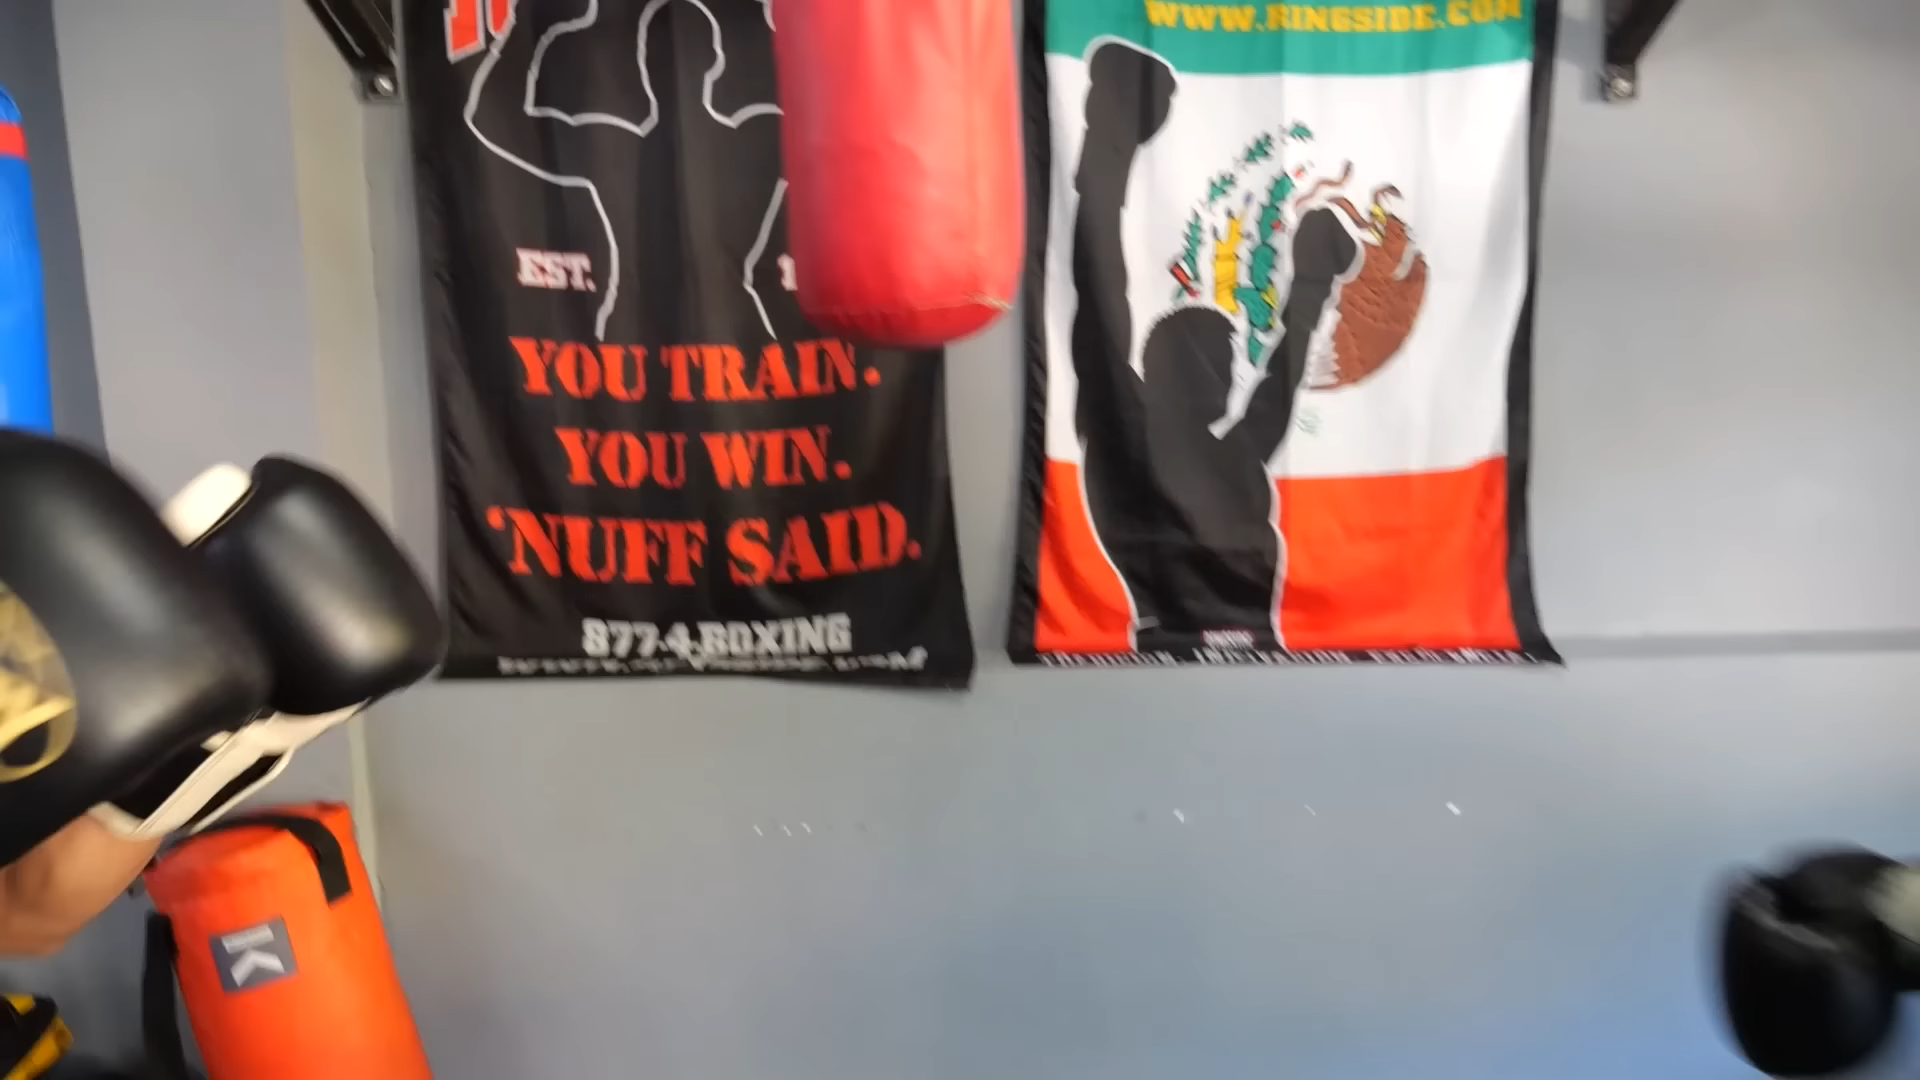 EST.
YOU TRAIN.
YOU WIN.
'NUFF SAID.
877-4-BOXING
WWW.RINGSIDE.COM
K